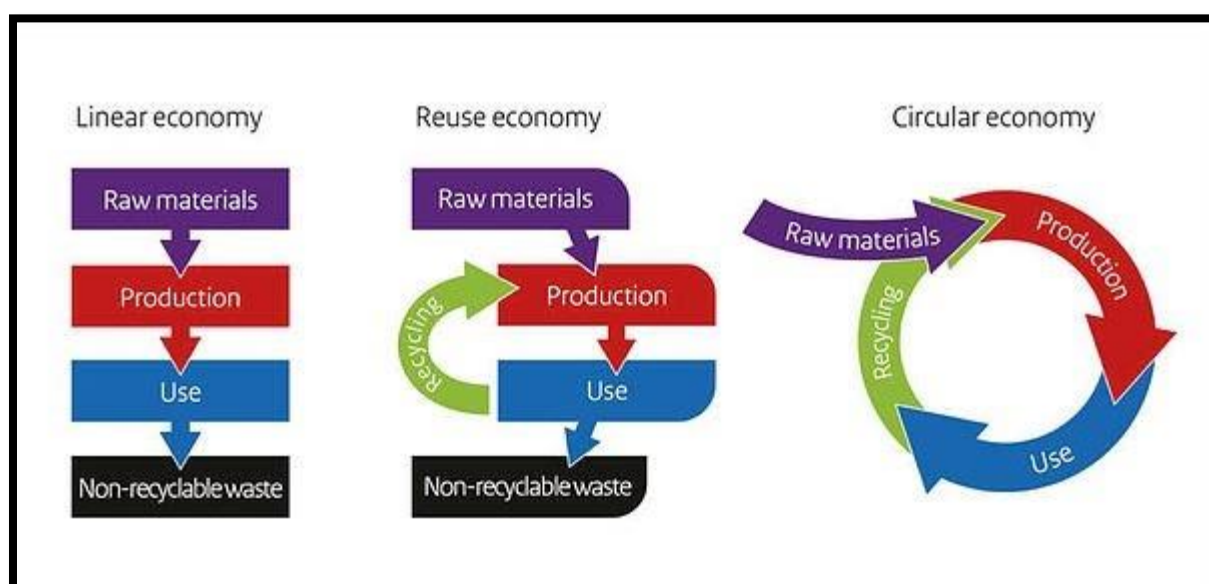 Linear economy
Raw materials
Production
Use
Non-recyclable waste
Reuse economy
Raw materials
Production
Recycling
Use
Non-recyclable waste
Circular economy
Raw materials
Production
Recycling
Use